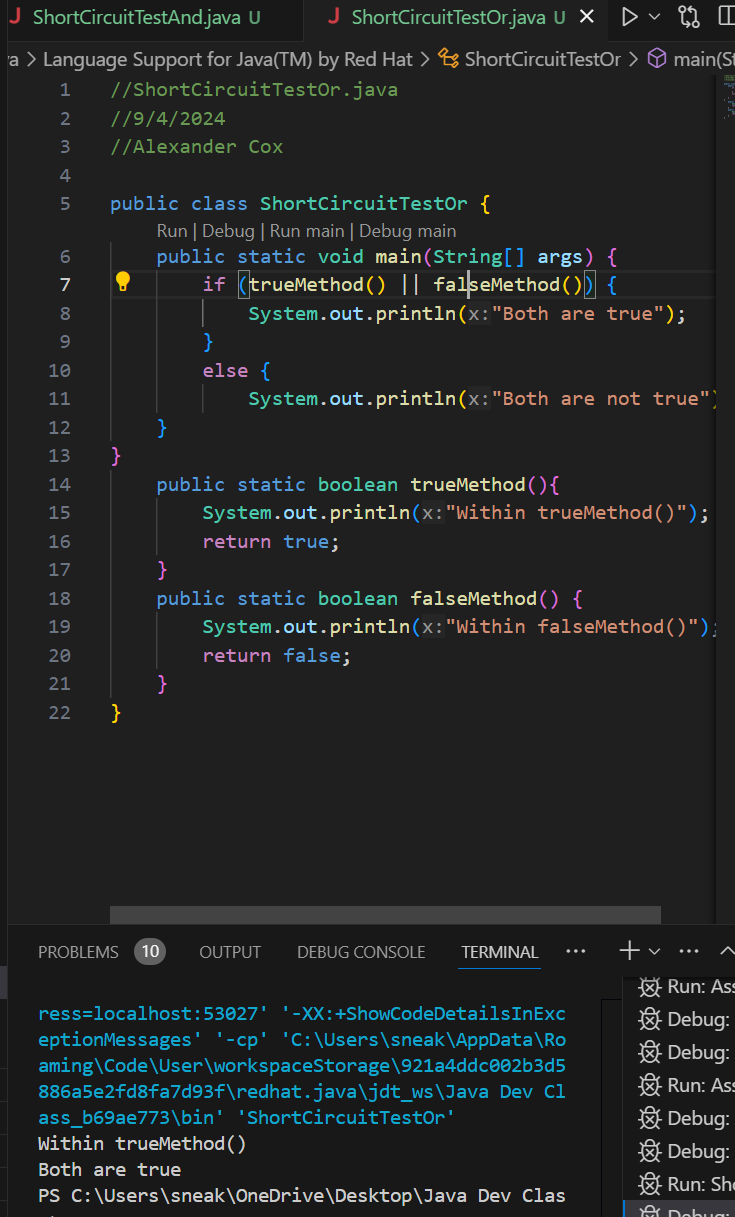 ShortCircuitTestAnd.java U
ShortCircuitTestOr.java U
a > Language Support for Java(TM) by Red Hat > ShortCircuitTestOr > main(St
1 //ShortCircuitTestOr.java
2 //9/4/2024
3 //Alexander Cox
4
5 public class ShortCircuitTestOr {
Run | Debug | Run main | Debug main
6 public static void main(String[] args) {
7 if (trueMethod() || falseMethod()) {
8 System.out.println(x:"Both are true");
9 }
10 else {
11 System.out.println(x:"Both are not true")
12 }
13 }
14 public static boolean trueMethod(){
15 System.out.println(x:"Within trueMethod()");
16 return true;
17 }
18 public static boolean falseMethod() {
19 System.out.println(x:"Within falseMethod()");
20 return false;
21 }
22 }
PROBLEMS 10 OUTPUT DEBUG CONSOLE TERMINAL
ress=localhost:53027' '-XX:+ShowCodeDetailsInExc
eptionMessages' '-cp' 'C:\Users\sneak\AppData\Ro
aming\Code\User\workspaceStorage\921a4ddc002b3d5
886a5e2fd8fa7d93f\redhat.java\jdt_ws\Java Dev Cl
ass_b69ae773\bin' 'ShortCircuitTestOr'
Within trueMethod()
Both are true
PS C:\Users\sneak\OneDrive\Desktop\Java Dev Clas
Run: Ass
Debug:
Debug:
Run: Ass
Debug:
Debug:
Run: Sho
Debug: